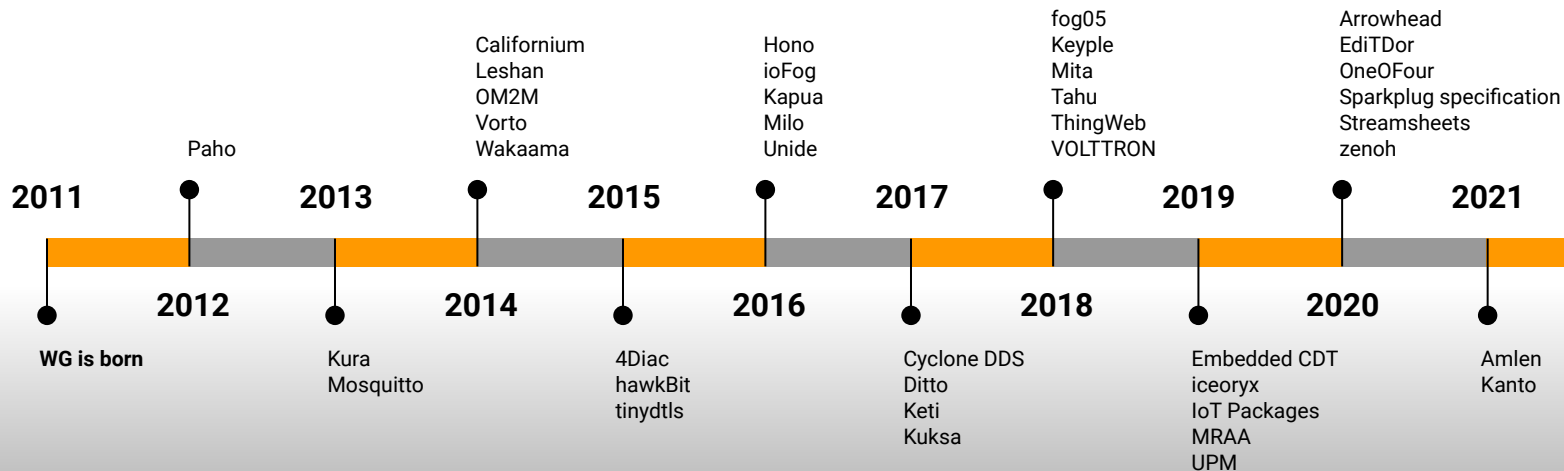 2011
WG is born
Paho
2012
2013
Kura
Mosquitto
Californium
Leshan
OM2M
Vorto
Wakaama
2014
2015
4Diac
hawkBit
tinydtls
Hono
ioFog
Kapua
Milo
Unide
2016
2017
Cyclone DDS
Ditto
Keti
Kuksa
fog05
Keyple
Mita
Tahu
ThingWeb
VOLTTRON
2018
2019
Embedded CDT
iceoryx
IoT Packages
MRAA
UPM
Arrowhead
EdiTDor
OneOFour
Sparkplug specification
Streamsheets
zenoh
2020
2021
Amlen
Kanto